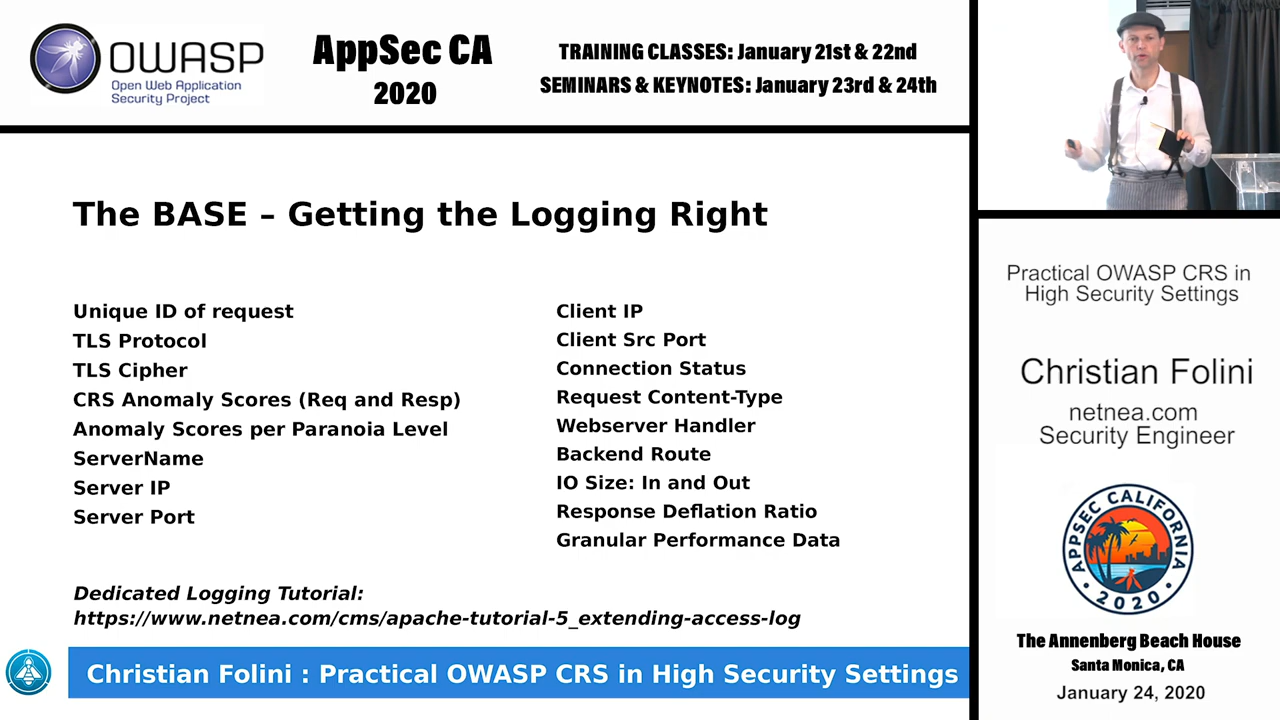 OWASP
Open Web Application
Security Project
AppSec CA
2020
TRAINING CLASSES: January 21st & 22nd
SEMINARS & KEYNOTES: January 23rd & 24th
The BASE – Getting the Logging Right
Unique ID of request
TLS Protocol
TLS Cipher
CRS Anomaly Scores (Req and Resp)
Anomaly Scores per Paranoia Level
ServerName
Server IP
Server Port
Client IP
Client Src Port
Connection Status
Request Content-Type
Webserver Handler
Backend Route
IO Size: In and Out
Response Deflation Ratio
Granular Performance Data
Dedicated Logging Tutorial:
https://www.netnea.com/cms/apache-tutorial-5_extending-access-log
Christian Folini : Practical OWASP CRS in High Security Settings
Practical OWASP CRS in
High Security Settings
Christian Folini
netnea.com
Security Engineer
APPSEC CALIFORNIA
2020
The Annenberg Beach House
Santa Monica, CA
January 24, 2020